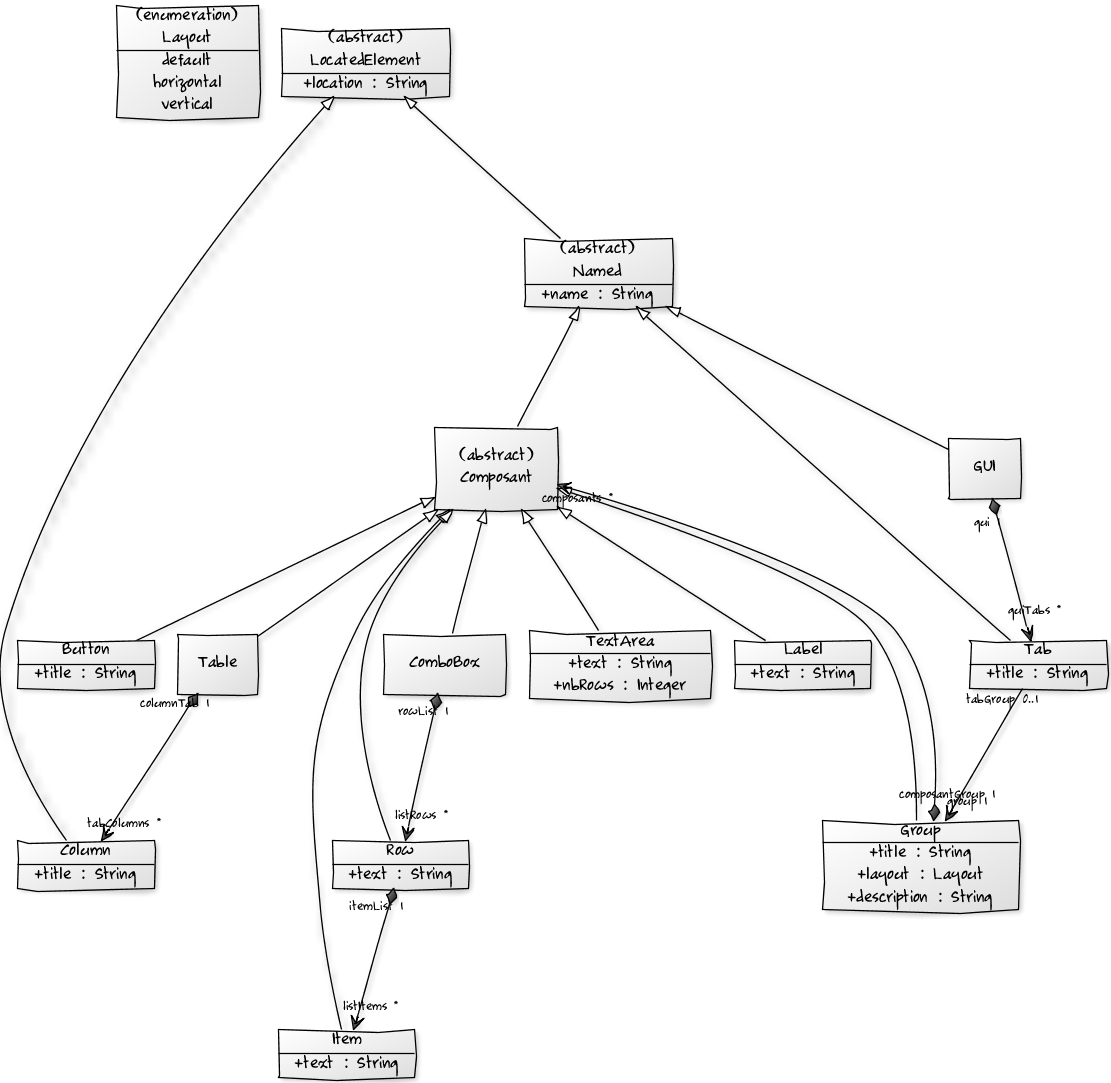 (enumeration)
Layout
default
horizontal
vertical
(abstract)
LocatedElement
+location : String
(abstract)
Named
+name : String
(abstract)
Composant
composants *
GUI
gui 1
guiTabs *
Button
+title : String
Table
columnTab 1
ComboBox
rowList 1
TextArea
+text : String
+nbRows : Integer
Label
+text : String
Tab
+title : String
tabGroup 0..1
tabColumns *
Column
+title : String
listRows *
Row
+text : String
itemList 1
composantGroup 1
group 1
Group
+title : String
+layout : Layout
+description : String
listItems *
Item
+text : String